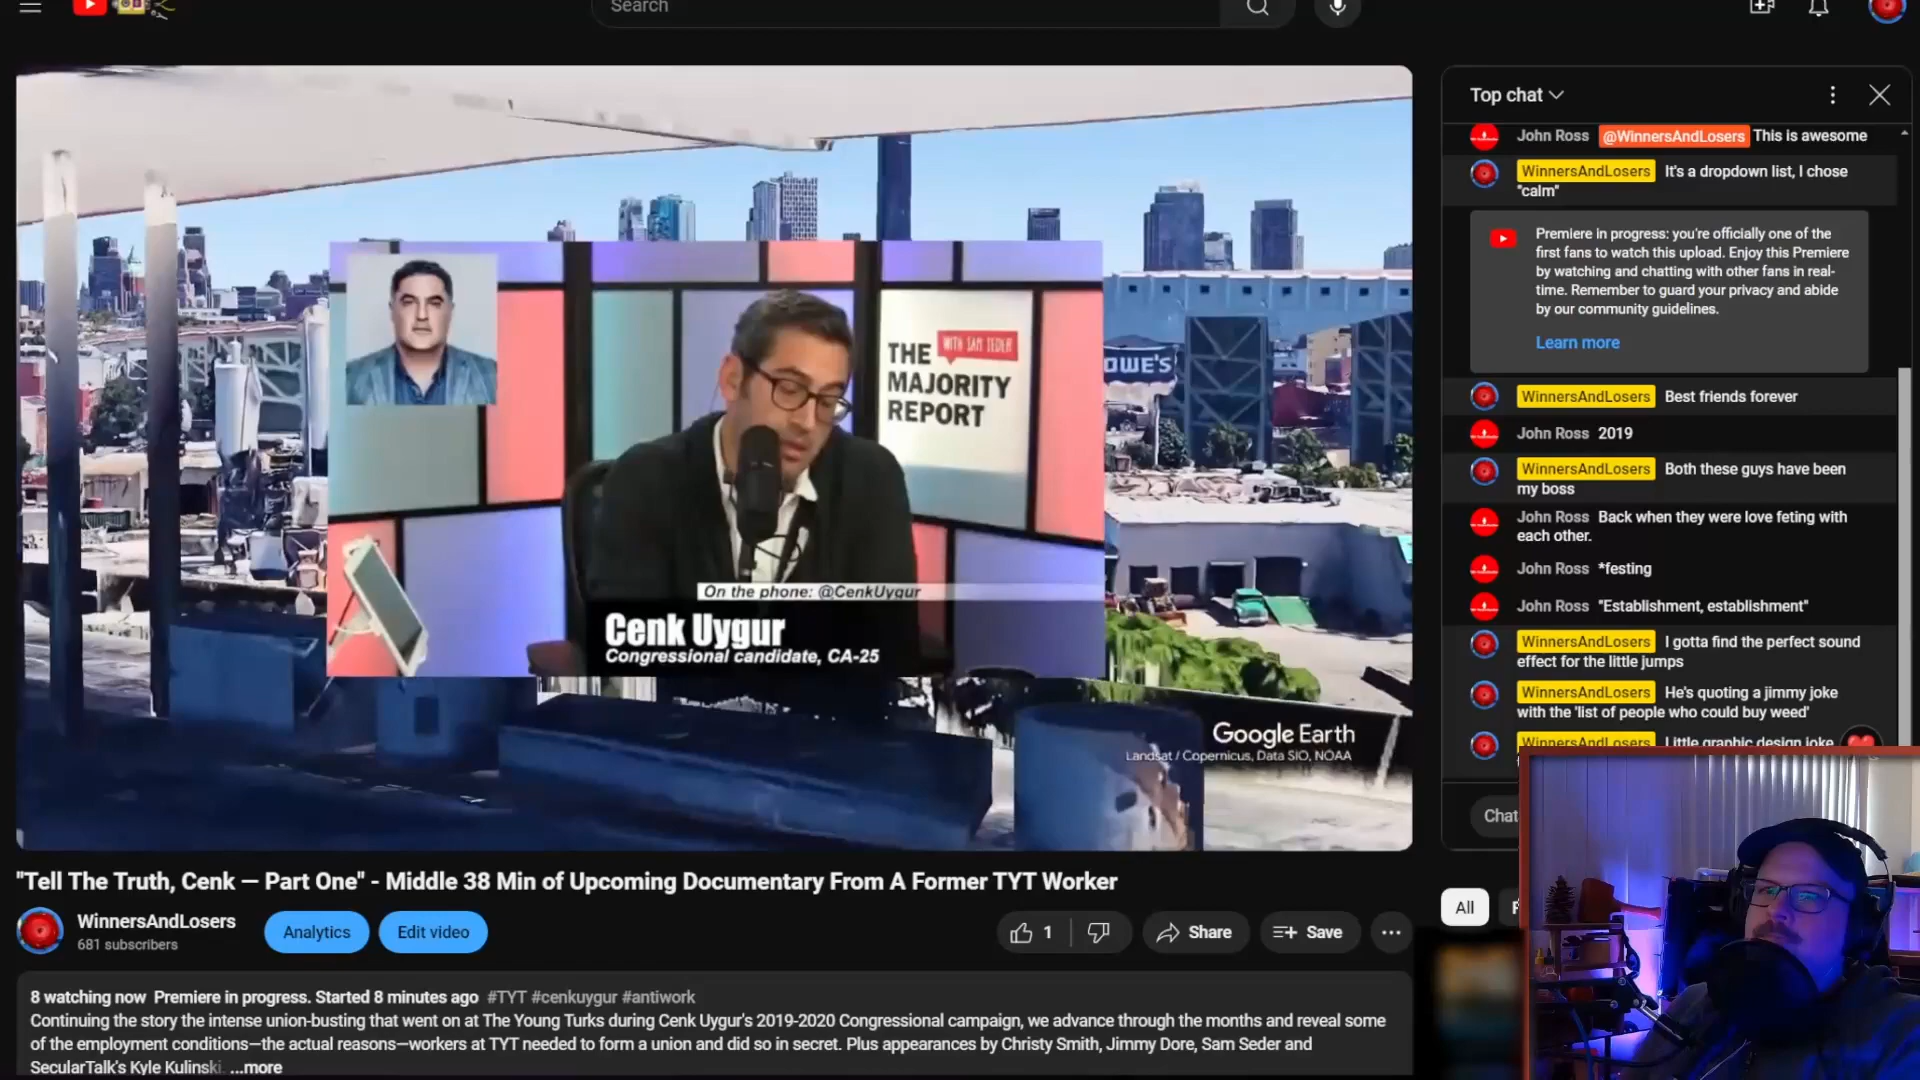 Search
Top chat
John Ross @WinnersAndLosers This is awesome
WinnersAndLosers It's a dropdown list, I chose
"calm"
Premiere in progress: you're officially one of the
first fans to watch this upload. Enjoy this Premiere
by watching and chatting with other fans in real-
time. Remember to guard your privacy and abide
by our community guidelines.
Learn more
WinnersAndLosers Best friends forever
John Ross 2019
WinnersAndLosers Both these guys have been
my boss
John Ross Back when they were love feting with
each other.
John Ross *festing
John Ross "Establishment, establishment"
WinnersAndLosers I gotta find the perfect sound
effect for the little jumps
WinnersAndLosers He's quoting a jimmy joke
with the 'list of people who could buy weed'
WinnersAndLosers Little graphic design joke
Chat
THE
WITH SAM SEDER
MAJORITY
REPORT
OWE'S
On the phone: @CenkUygur
Cenk Uygur
Congressional candidate, CA-25
Google Earth
Landsat / Copernicus, Data SIO, NOAA
"Tell The Truth, Cenk — Part One" - Middle 38 Min of Upcoming Documentary From A Former TYT Worker
WinnersAndLosers
681 subscribers
Analytics
Edit video
1
Share
Save
All
8 watching now Premiere in progress. Started 8 minutes ago #TYT #cenkuygur #antiwork
Continuing the story the intense union-busting that went on at The Young Turks during Cenk Uygur's 2019-2020 Congressional campaign, we advance through the months and reveal some
of the employment conditions—the actual reasons—workers at TYT needed to form a union and did so in secret. Plus appearances by Christy Smith, Jimmy Dore, Sam Seder and
SecularTalk's Kyle Kulinski. ...more